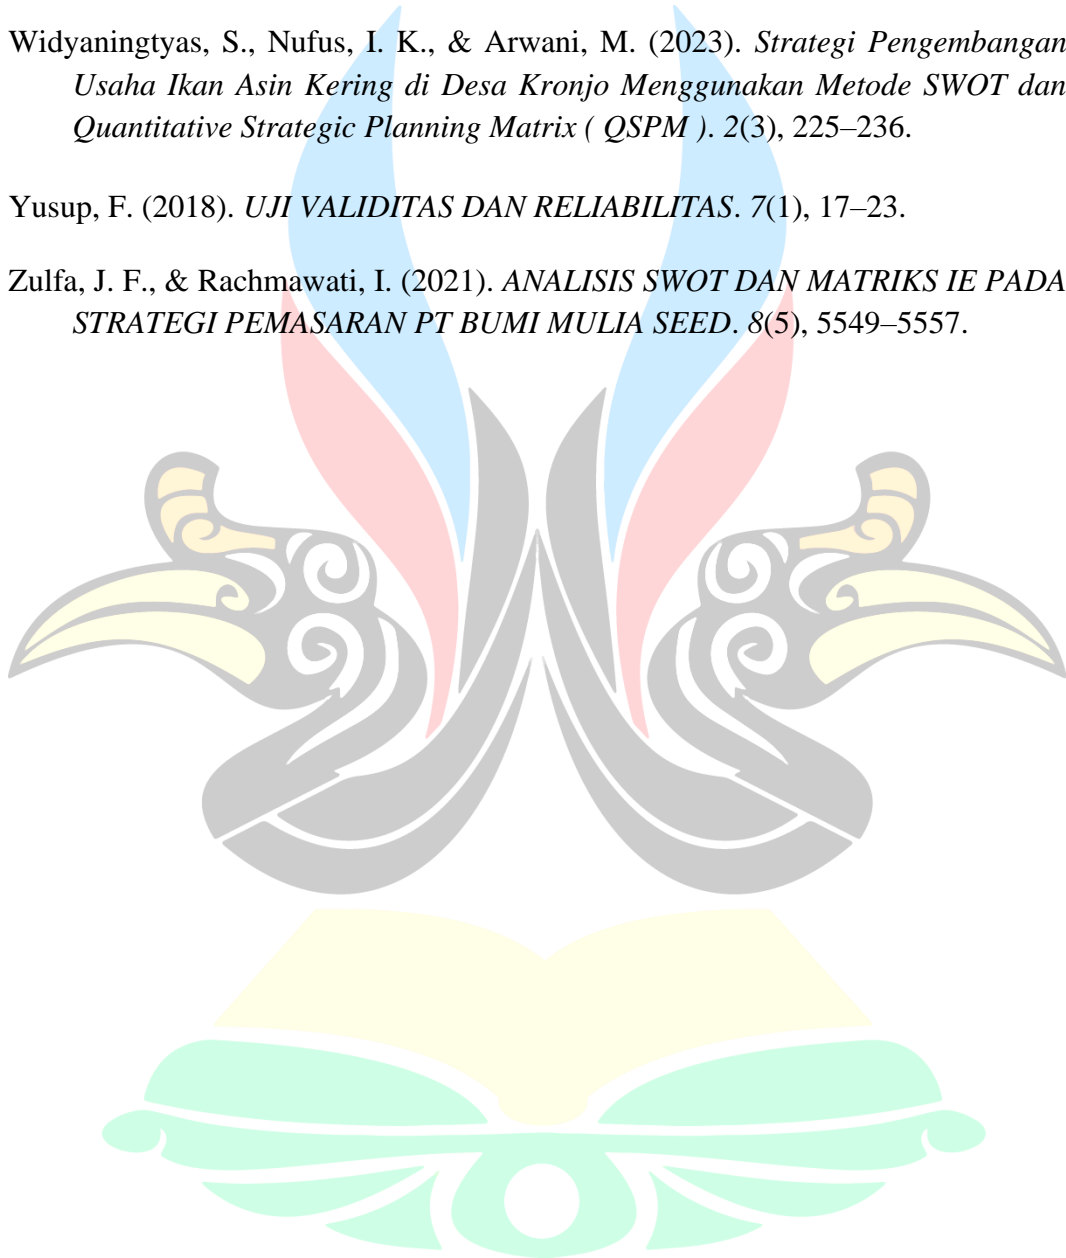 Widyaningtyas, S., Nufus, I. K., & Arwani, M. (2023). Strategi Pengembangan
Usaha Ikan Asin Kering di Desa Kronjo Menggunakan Metode SWOT dan
Quantitative Strategic Planning Matrix ( QSPM ). 2(3), 225–236.
Yusup, F. (2018). UJI VALIDITAS DAN RELIABILITAS. 7(1), 17–23.
Zulfa, J. F., & Rachmawati, I. (2021). ANALISIS SWOT DAN MATRIKS IE PADA
STRATEGI PEMASARAN PT BUMI MULIA SEED. 8(5), 5549–5557.